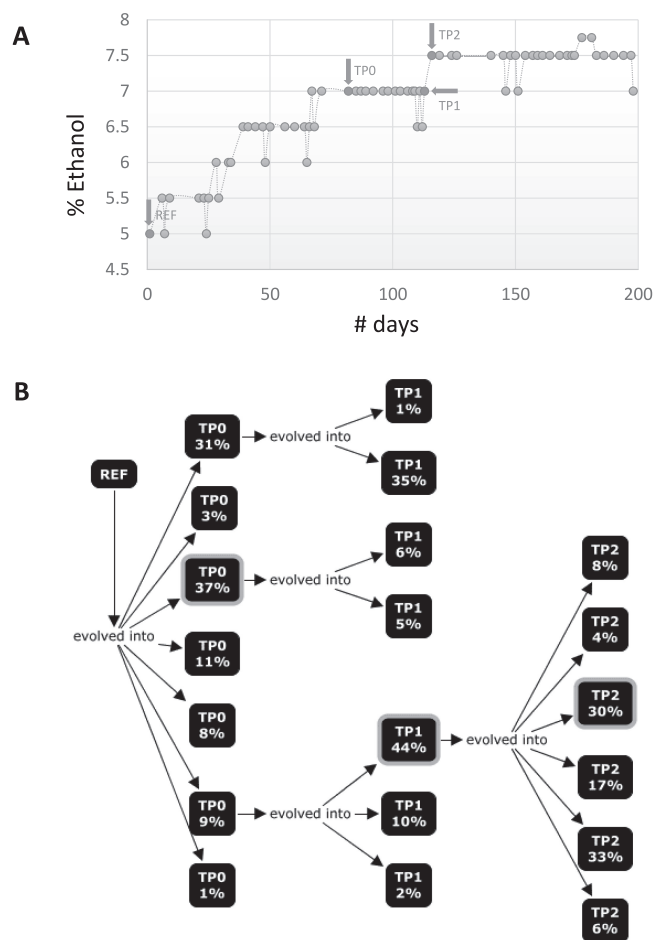 A
% Ethanol
8
7.5
7
6.5
6
5.5
5
4.5
TP2
TP0
TP1
REF
0 50 100 150 200
# days
B
REF
evolved into
TP0
31%
TP0
3%
TP0
37%
TP0
11%
TP0
8%
TP0
9%
TP0
1%
evolved into
evolved into
evolved into
TP1
1%
TP1
35%
TP1
6%
TP1
5%
TP1
44%
TP1
10%
TP1
2%
evolved into
TP2
8%
TP2
4%
TP2
30%
TP2
17%
TP2
33%
TP2
6%